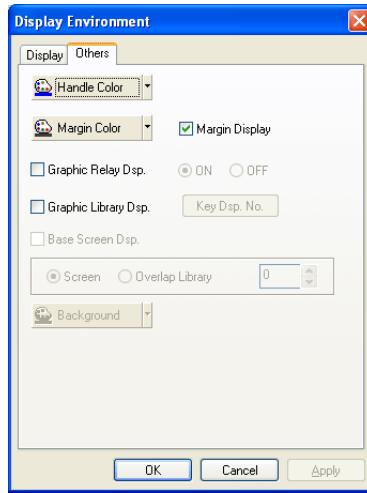 Display Environment
Display Others
Handle Color
Margin Color Margin Display
Graphic Relay Dsp. ON OFF
Graphic Library Dsp. Key Dsp. No.
Base Screen Dsp.
Screen Overlap Library 0
Background
OK Cancel Apply